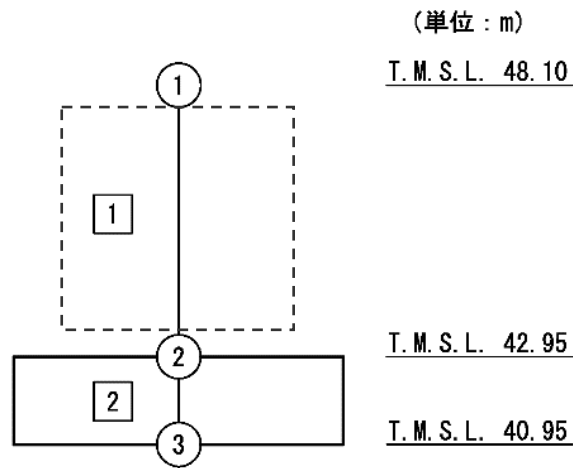 (単位：m)
① T.M.S.L. 48.10
1
② T.M.S.L. 42.95
2
③ T.M.S.L. 40.95